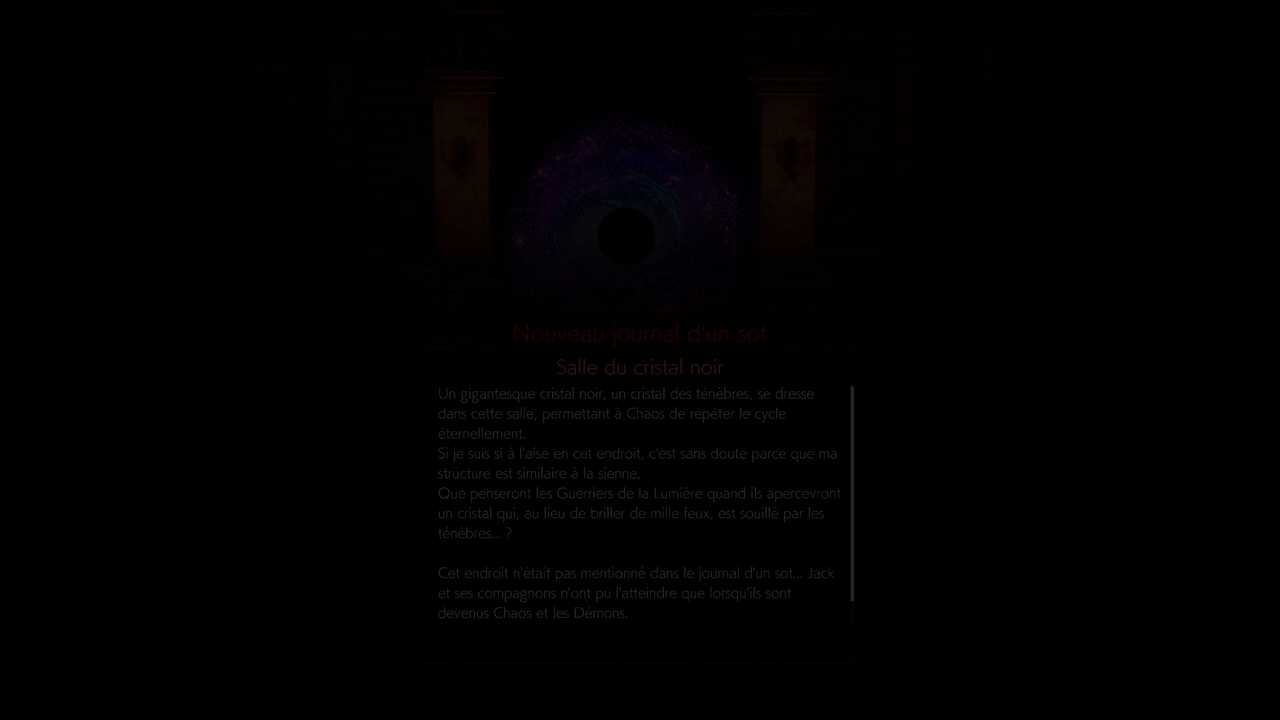 Nouveau journal d'un sot
Salle du cristal noir
Un gigantesque cristal noir, un cristal des ténèbres, se dresse
dans cette salle, permettant à Chaos de répéter le cycle
éternellement.
Si je suis si à l'aise en cet endroit, c'est sans doute parce que ma
structure est similaire à la sienne.
Que penseront les Guerriers de la Lumière quand ils apercevront
un cristal qui, au lieu de briller de mille feux, est souillé par les
ténèbres... ?
Cet endroit n'était pas mentionné dans le journal d'un sot... Jack
et ses compagnons n'ont pu l'atteindre que lorsqu'ils sont
devenus Chaos et les Démons.